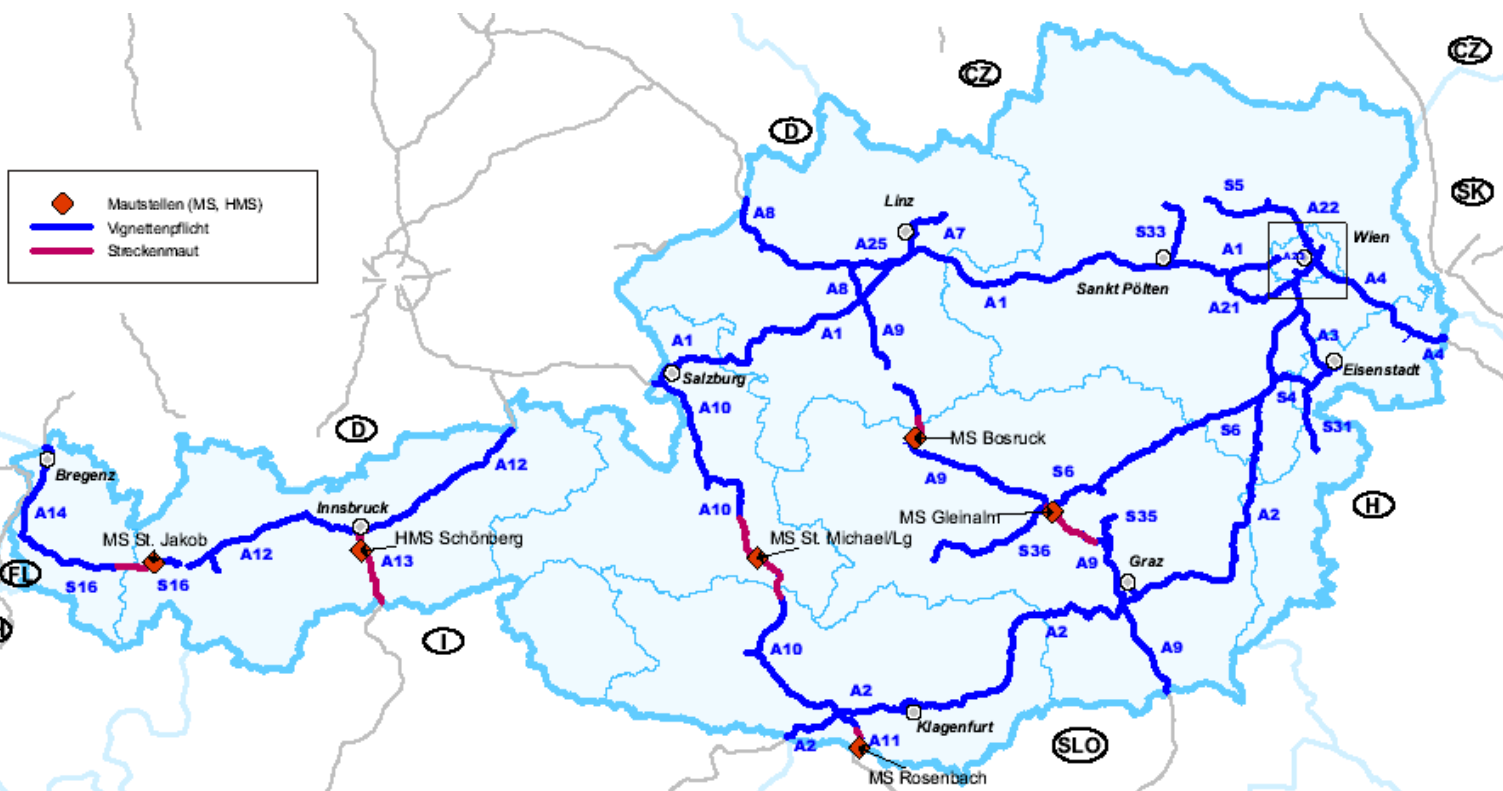 CZ
CZ
D
SK
Mautstellen (MS, HMS)
Vignettenpflicht
Streckenmaut
S5
A22
Linz
A8
A7
S33
Wien
A25
A1
A4
A8
Sankt Pölten
A1
A21
A9
A1
A3
A1
A4
Eisenstadt
Salzburg
S4
A10
D
S6
S31
MS Bosruck
A12
Bregenz
A9
S6
A14
Innsbruck
A10
MS Gleinalm
S35
A2
H
MS St. Jakob
HMS Schönberg
MS St. Michael/Lg
A12
A13
S36
A9
Graz
FL
S16
S16
A2
I
A10
A9
A2
Klagenfurt
A2
A11
SLO
MS Rosenbach